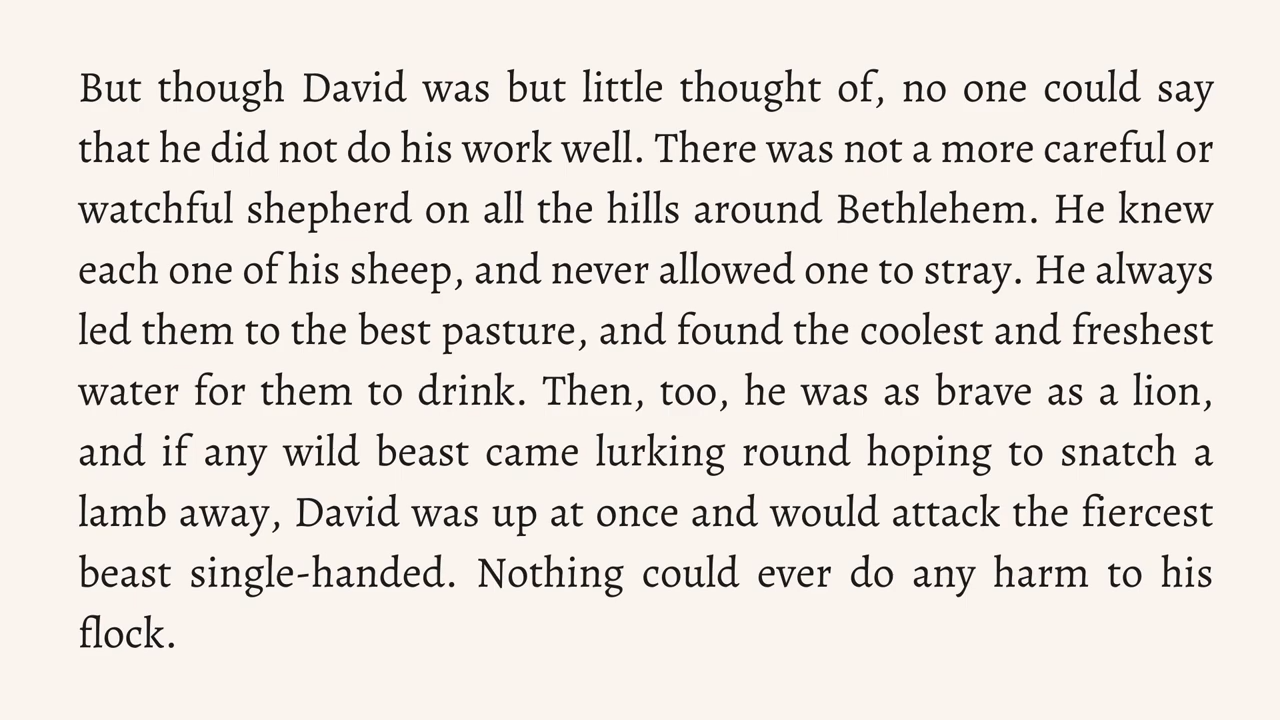 But though David was but little thought of, no one could say
that he did not do his work well. There was not a more careful or
watchful shepherd on all the hills around Bethlehem. He knew
each one of his sheep, and never allowed one to stray. He always
led them to the best pasture, and found the coolest and freshest
water for them to drink. Then, too, he was as brave as a lion,
and if any wild beast came lurking round hoping to snatch a
lamb away, David was up at once and would attack the fiercest
beast single-handed. Nothing could ever do any harm to his
flock.